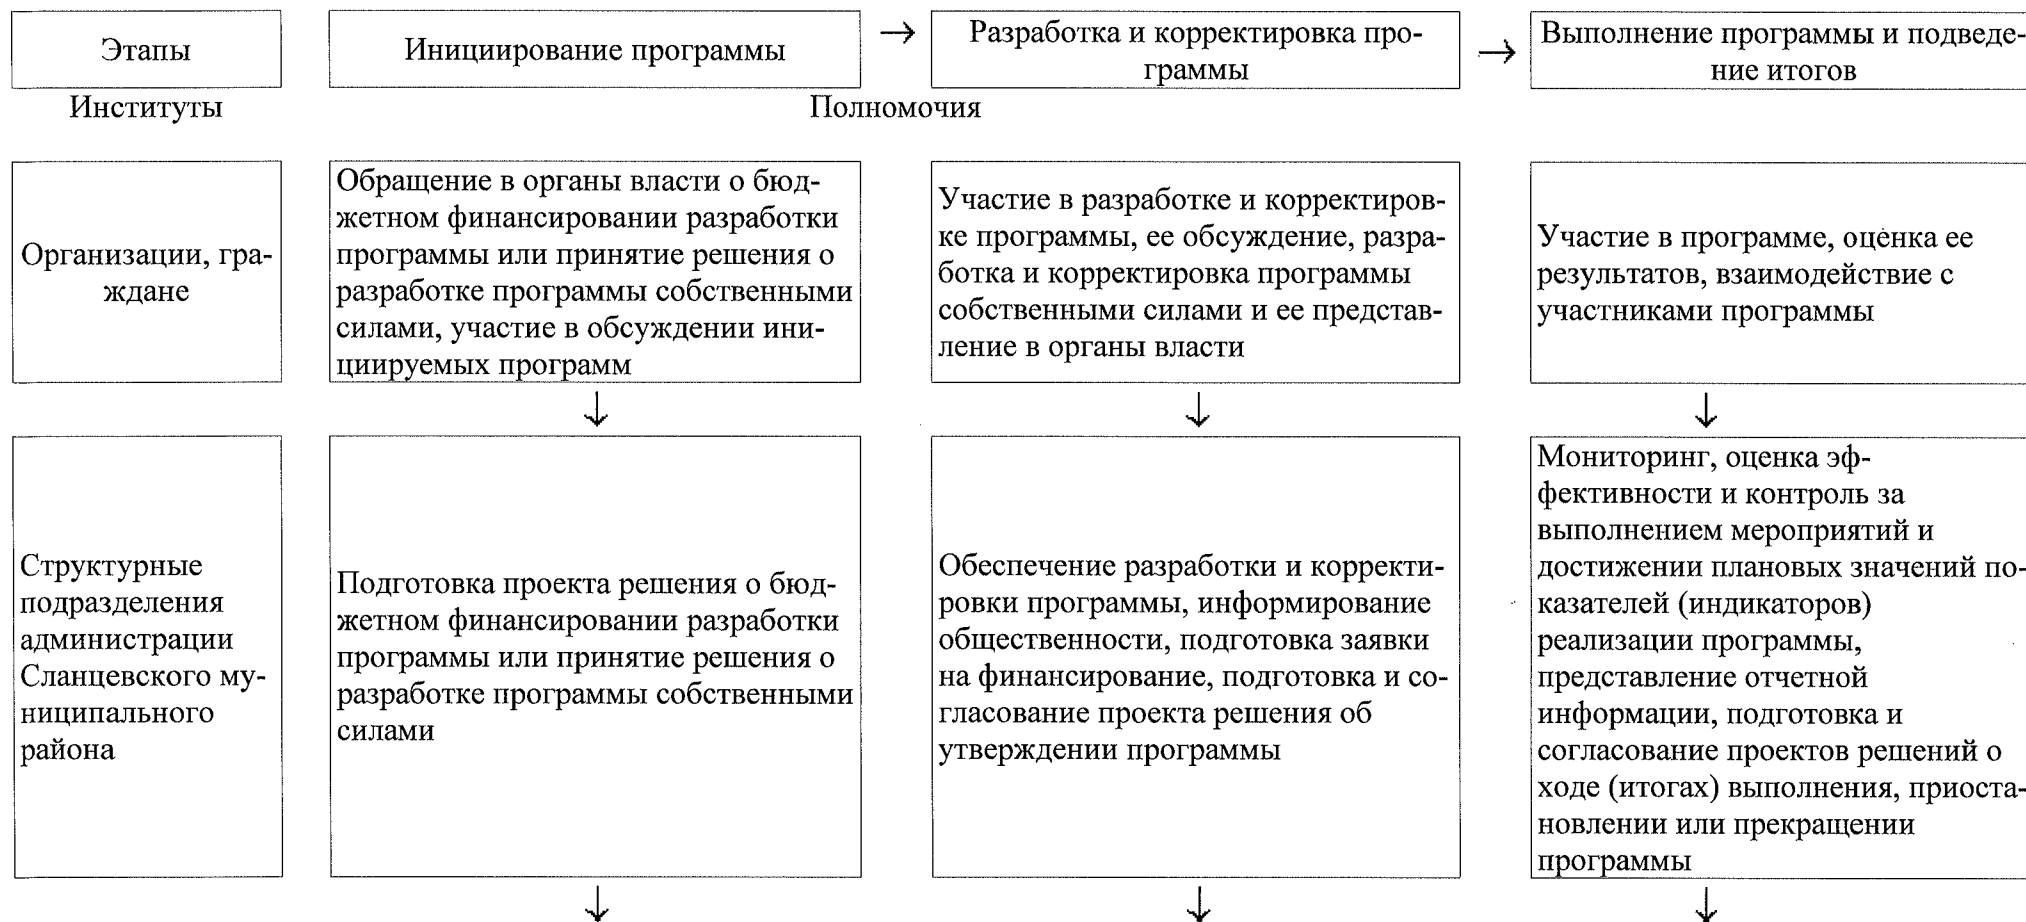 Этапы
Инициирование программы
→
Разработка и корректировка про-
граммы
→
Выполнение программы и подведе-
ние итогов
Институты
Полномочия
Организации, гра-
ждане
Обращение в органы власти о бюд-
жетном финансировании разработки
программы или принятие решения о
разработке программы собственными
силами, участие в обсуждении ини-
циируемых программ
Участие в разработке и корректиров-
ке программы, ее обсуждение, разра-
ботка и корректировка программы
собственными силами и ее представ-
ление в органы власти
Участие в программе, оценка ее
результатов, взаимодействие с
участниками программы
↓
↓
↓
Структурные
подразделения
администрации
Сланцевского му-
ниципального
района
Подготовка проекта решения о бюд-
жетном финансировании разработки
программы или принятие решения о
разработке программы собственными
силами
Обеспечение разработки и корректи-
ровки программы, информирование
общественности, подготовка заявки
на финансирование, подготовка и со-
гласование проекта решения об
утверждении программы
Мониторинг, оценка эф-
фективности и контроль за
выполнением мероприятий и
достижении плановых значений по-
казателей (индикаторов)
реализации программы,
представление отчетной
информации, подготовка и
согласование проектов решений о
ходе (итогах) выполнения, приоста-
новлении или прекращении
программы
↓
↓
↓